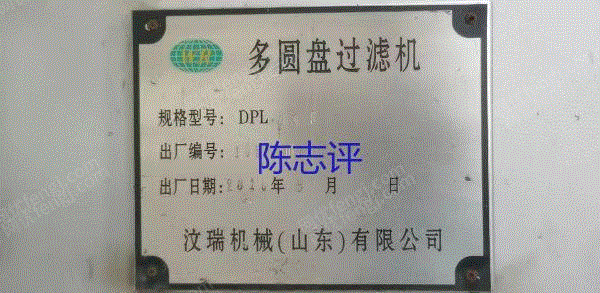 多圆盘过滤机
规格型号: DPL
出厂编号:
陈志评
出厂日期: 年 月 日
汶瑞机械(山东)有限公司